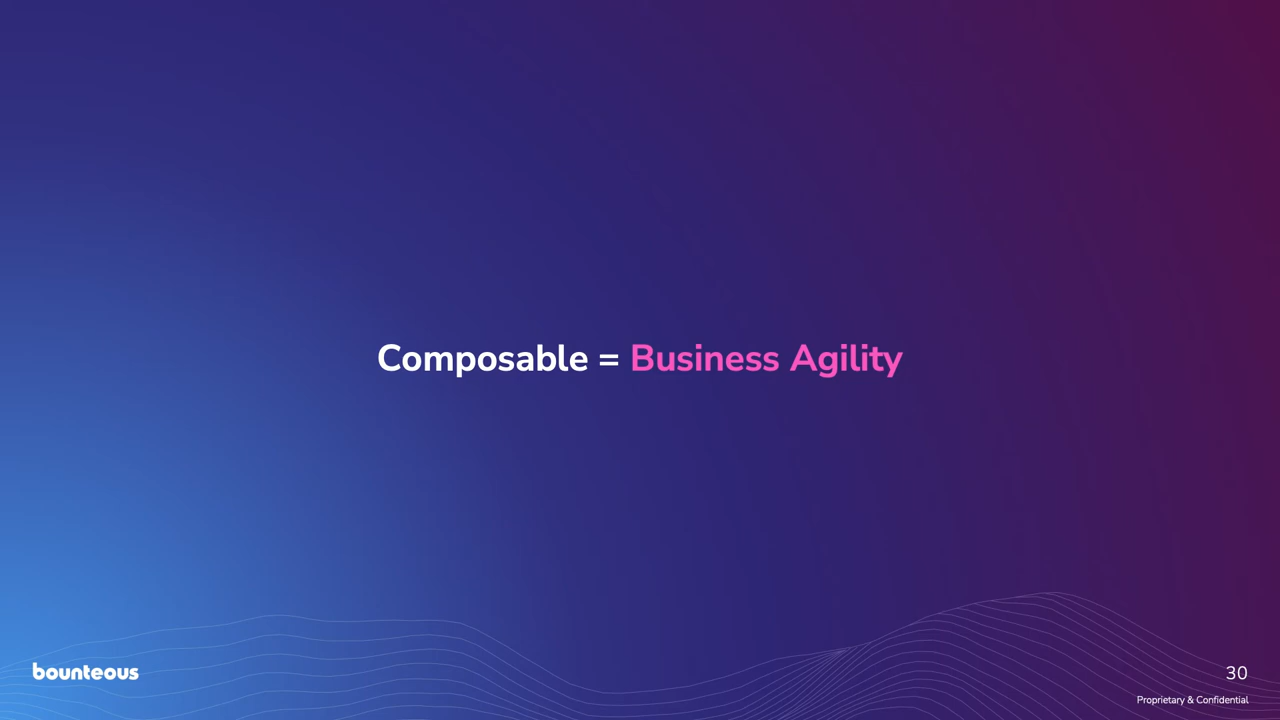 Composable = Business Agility
bounteous
30
Proprietary & Confidential